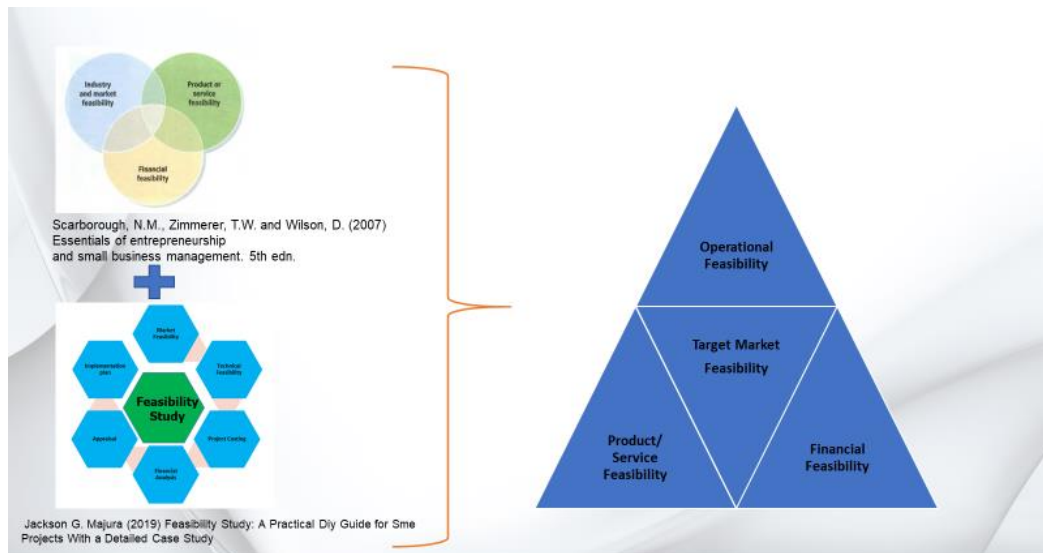 Industry
and market
feasibility
Product or
service
feasibility
Financial
feasibility
Scarborough, N.M., Zimmerer, T.W. and Wilson, D. (2007)
Essentials of entrepreneurship
and small business management. 5th edn.
Market
Feasibility
Implementation
plan
Technical
Feasibility
Feasibility
Study
Appraisal
Project Costing
Financial
Analysis
Jackson G. Majura (2019) Feasibility Study: A Practical Diy Guide for Sme
Projects With a Detailed Case Study
Operational
Feasibility
Target Market
Feasibility
Product/
Service
Feasibility
Financial
Feasibility